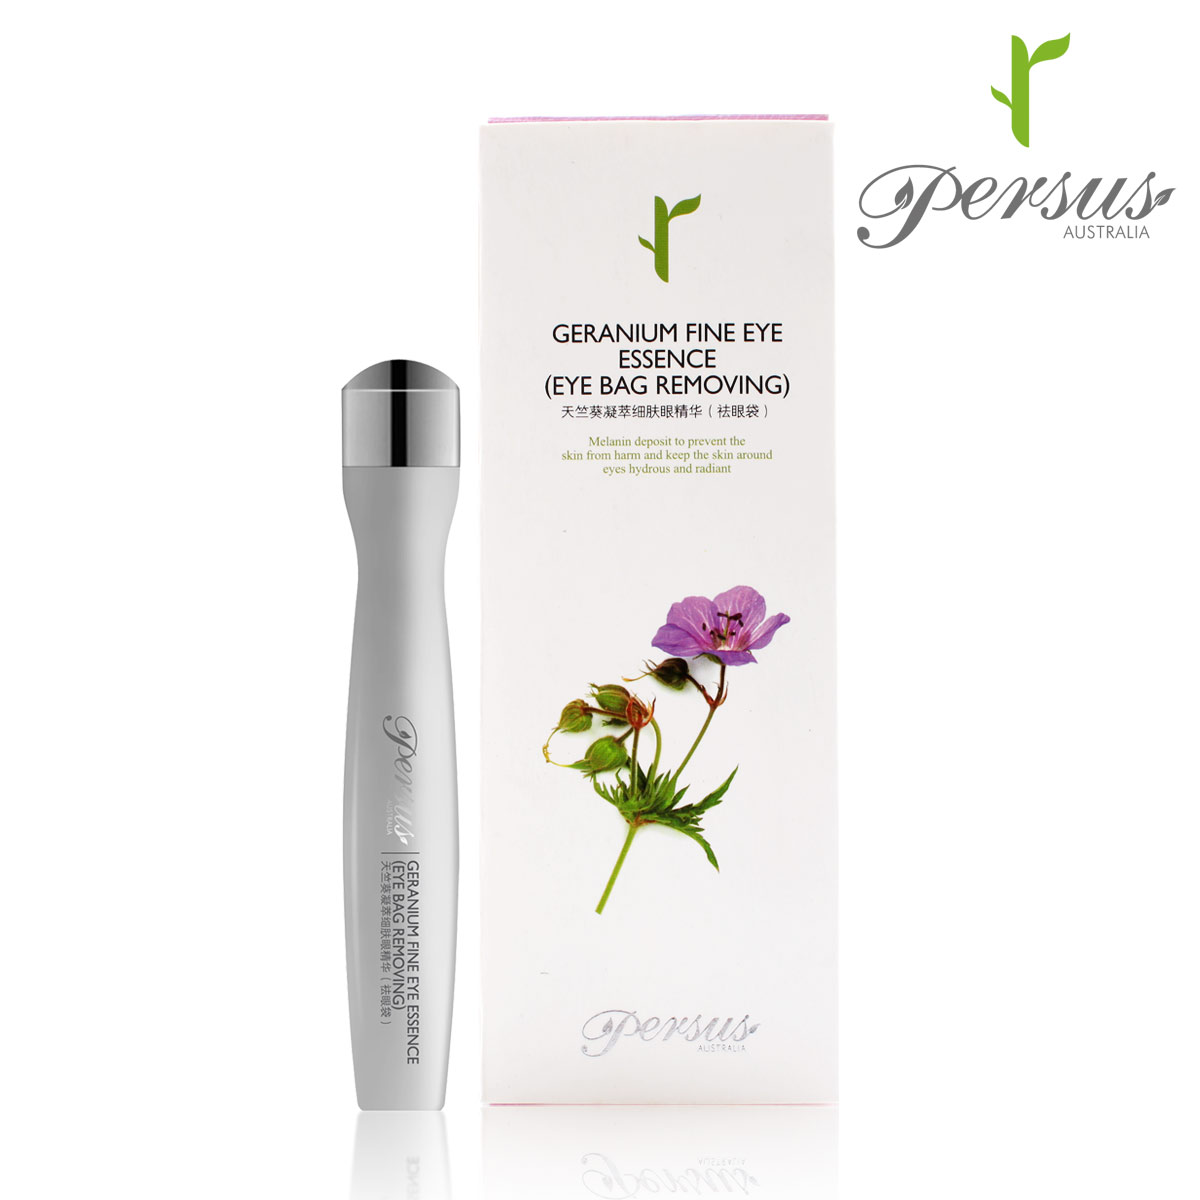 Persus
AUSTRALIA
GERANIUM FINE EYE
ESSENCE
(EYE BAG REMOVING)
天竺葵凝萃细肤眼精华（祛眼袋）
Melanin deposit to prevent the
skin from harm and keep the skin around
eyes hydrous and radiant
Persus
AUSTRALIA
Persus
AUSTRALIA
GERANIUM FINE EYE ESSENCE
(EYE BAG REMOVING)
天竺葵凝萃细肤眼精华（祛眼袋）